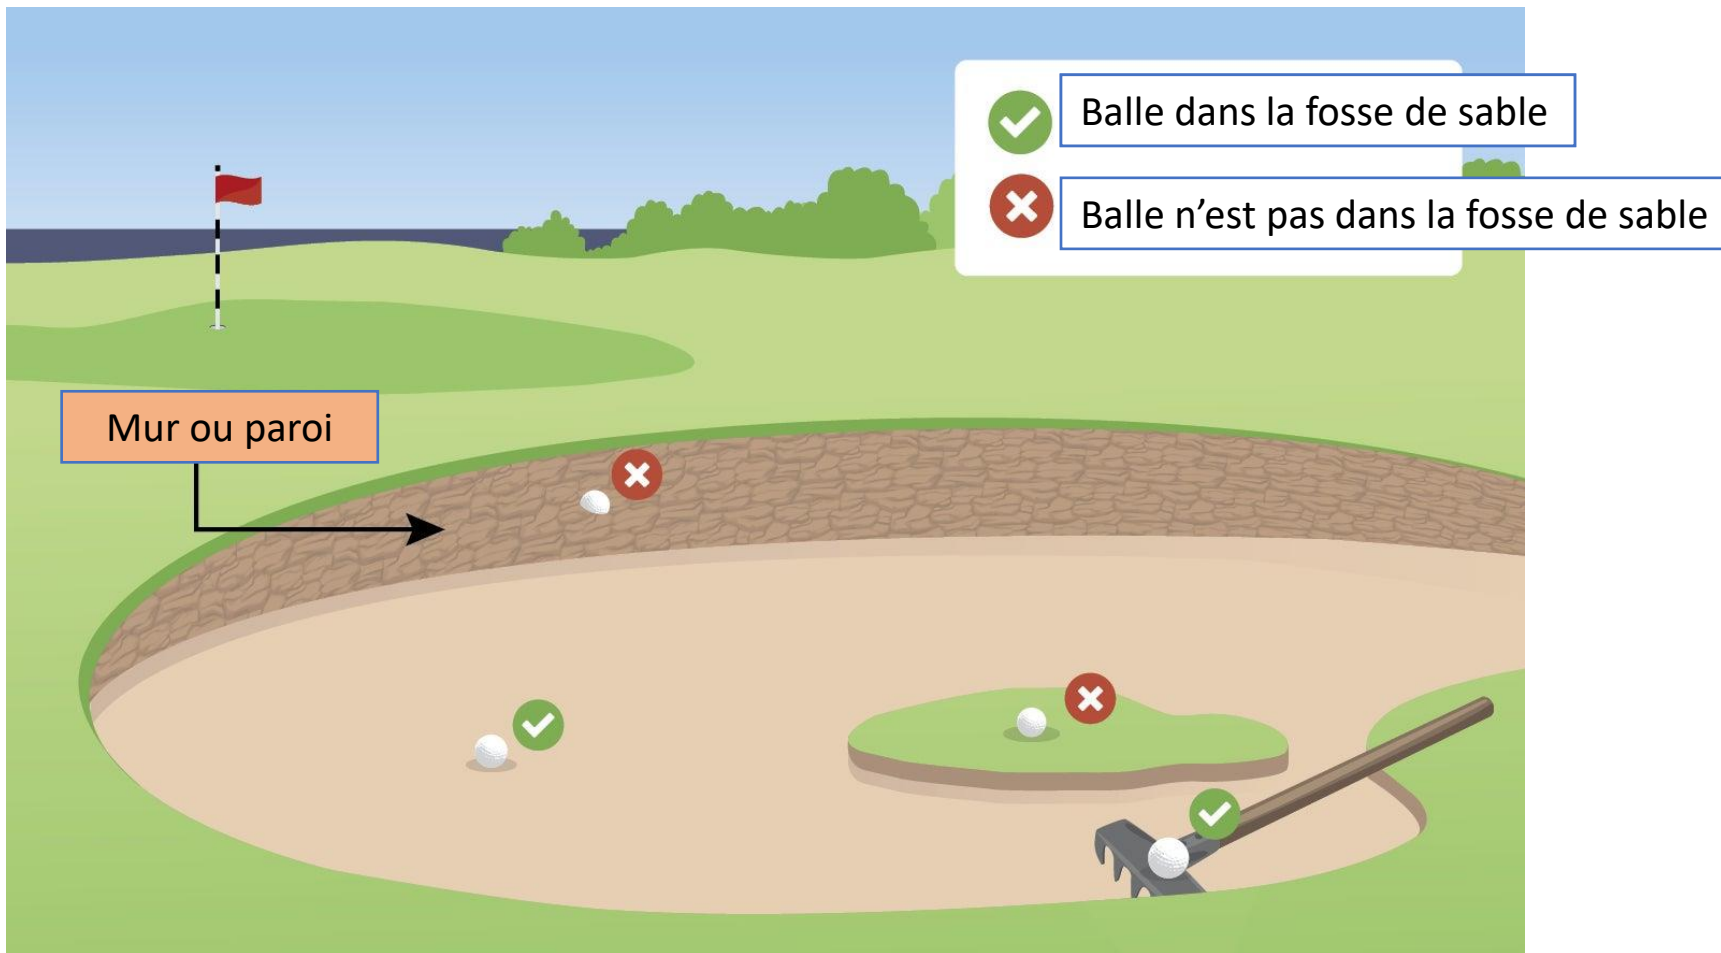 Balle dans la fosse de sable
Balle n’est pas dans la fosse de sable
Mur ou paroi